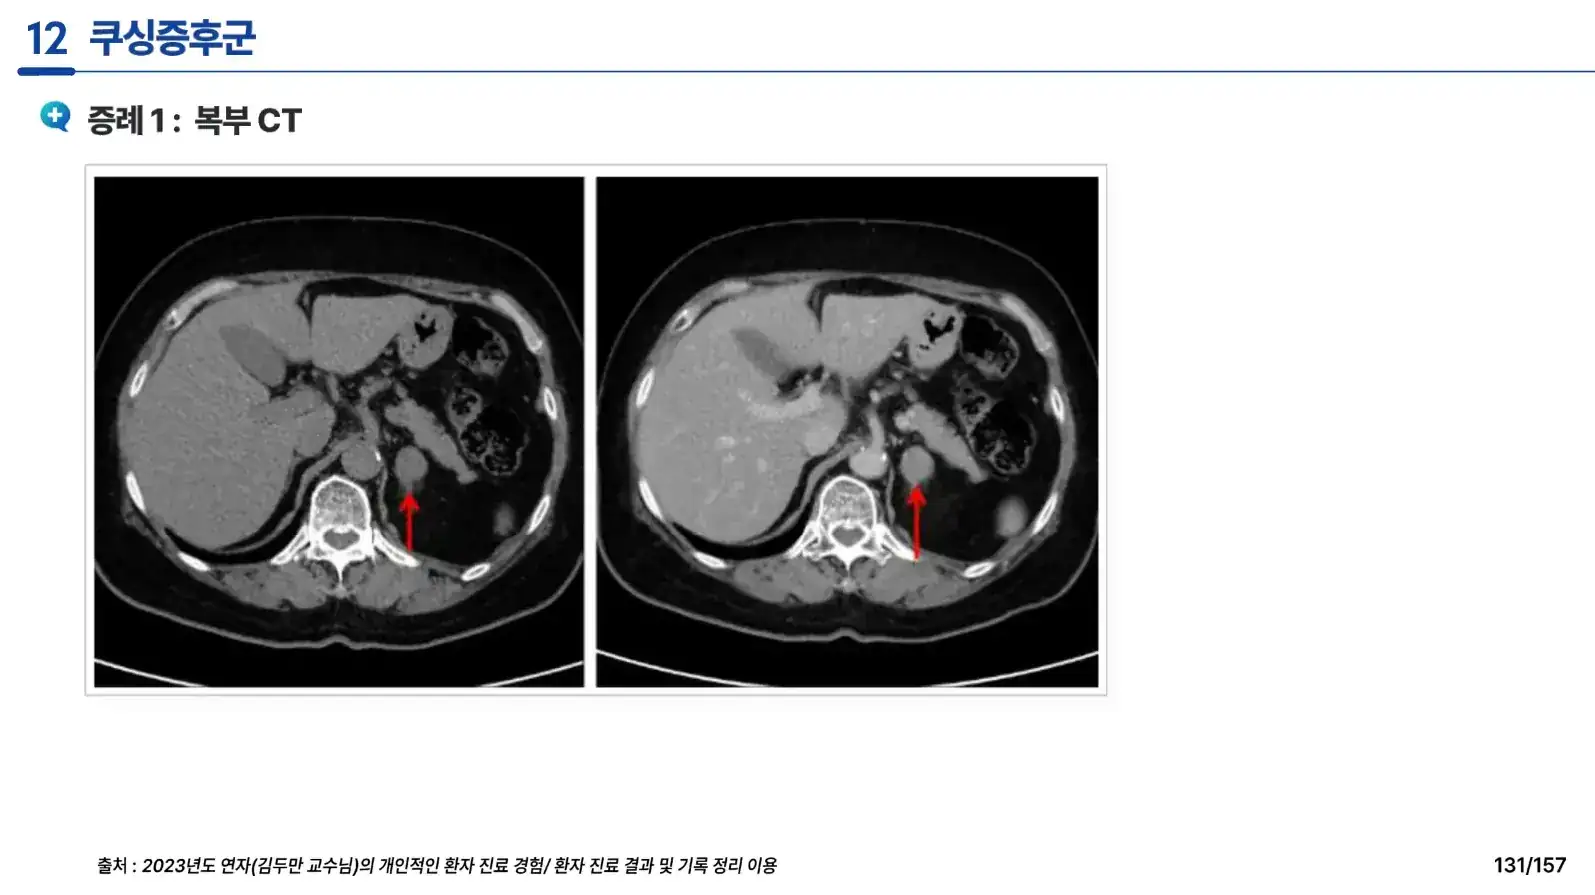 12 쿠싱증후군
증례 1 : 복부 CT
출처 : 2023년도 연자(김두만 교수님)의 개인적인 환자 진료 경험/ 환자 진료 결과 및 기록 정리 이용
131/157